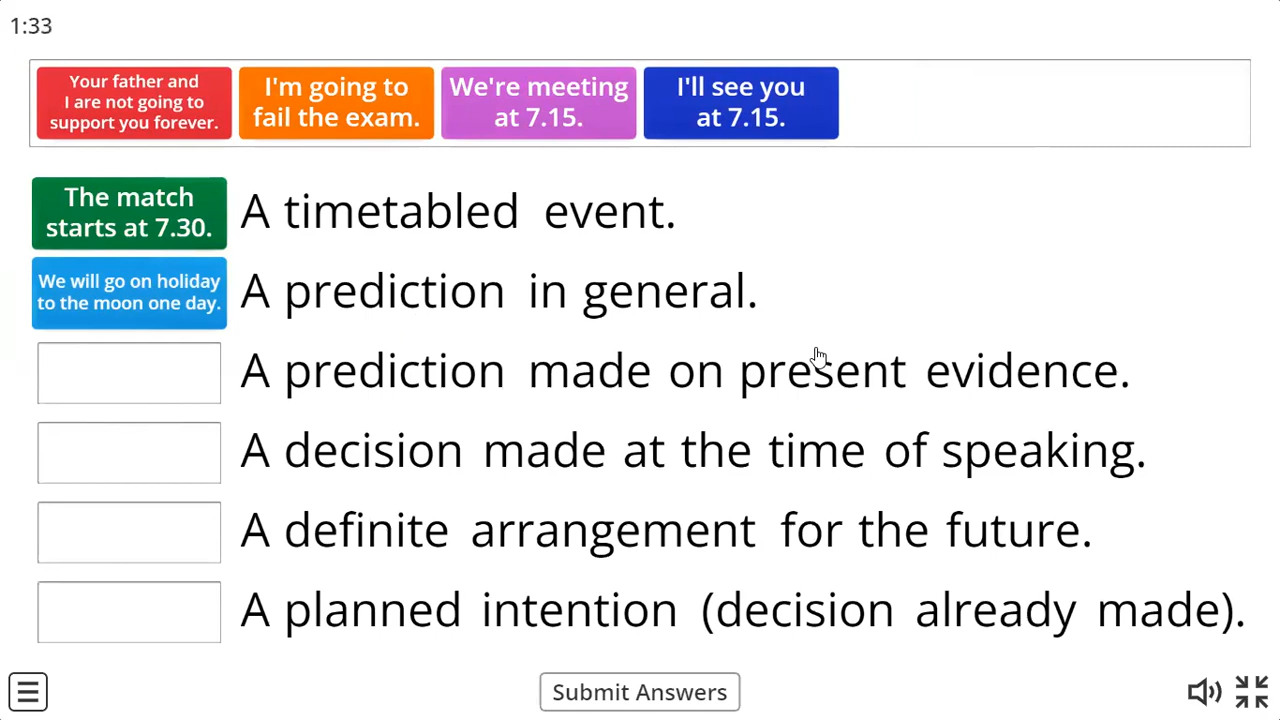 1:33
Your father and
I are not going to
support you forever.
I'm going to
fail the exam.
We're meeting
at 7.15.
I'll see you
at 7.15.
The match
starts at 7.30.
A timetabled event.
We will go on holiday
to the moon one day.
A prediction in general.
A prediction made on present evidence.
A decision made at the time of speaking.
A definite arrangement for the future.
A planned intention (decision already made).
Submit Answers